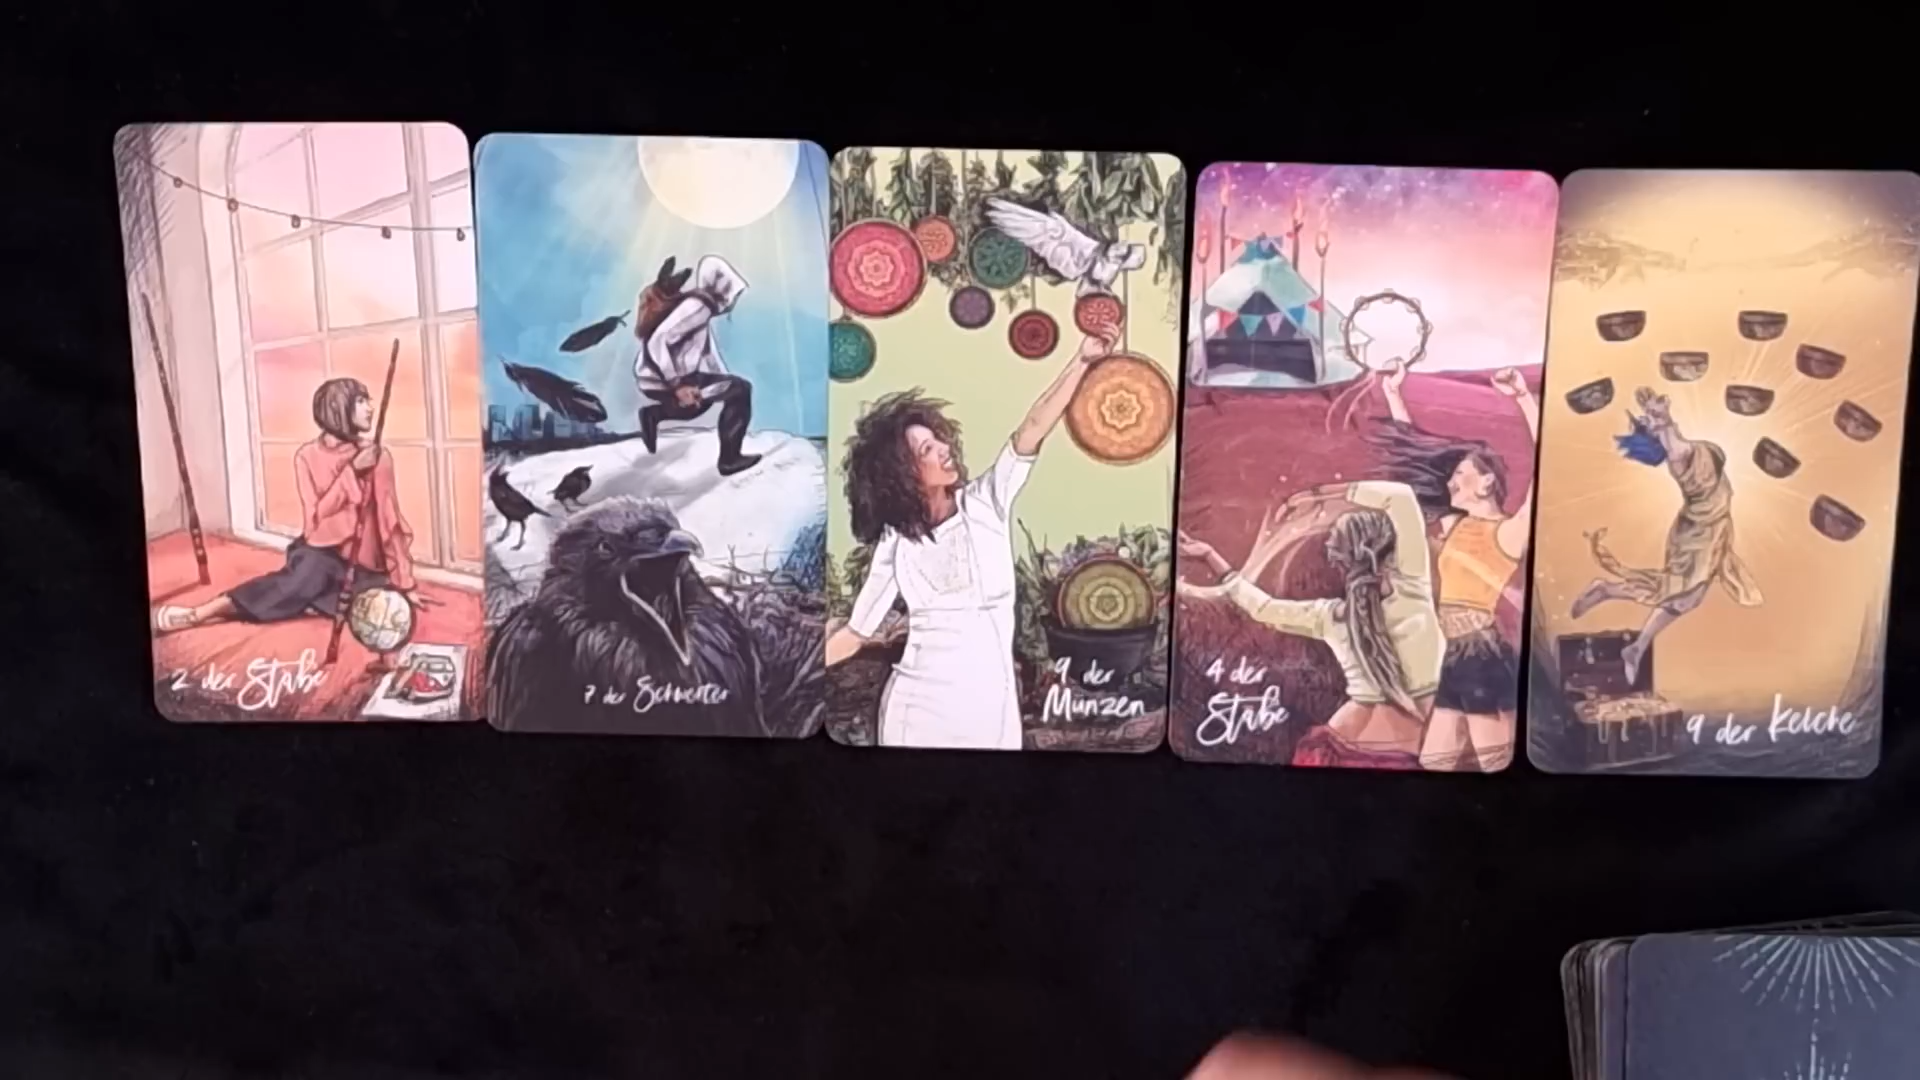 2 der Stäbe
7 der Schwerter
9 der
Münzen
4 der
Stäbe
9 der Kelche